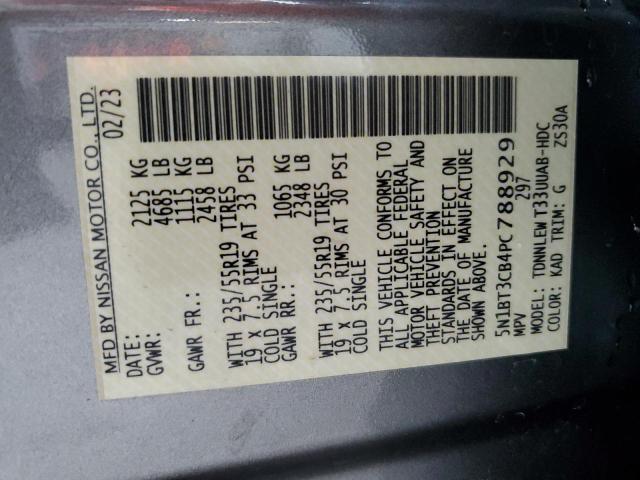 MFD BY NISSAN MOTOR CO., LTD.
DATE: 02/23
GVWR: 2125 KG
4685 LB
GAWR FR.: 1115 KG
2458 LB
WITH 235/55R19 TIRES
19 X 7.5 RIMS AT 33 PSI
COLD SINGLE
GAWR RR.: 1065 KG
2348 LB
WITH 235/55R19 TIRES
19 X 7.5 RIMS AT 30 PSI
COLD SINGLE
THIS VEHICLE CONFORMS TO
ALL APPLICABLE FEDERAL
MOTOR VEHICLE SAFETY AND
THEFT PREVENTION
STANDARDS IN EFFECT ON
THE DATE OF MANUFACTURE
SHOWN ABOVE.
5N1BT3CB4PC788929
MPV 297
MODEL: TDNNLEW T33UUAB-HDC
COLOR: KAD TRIM: G ZS30A